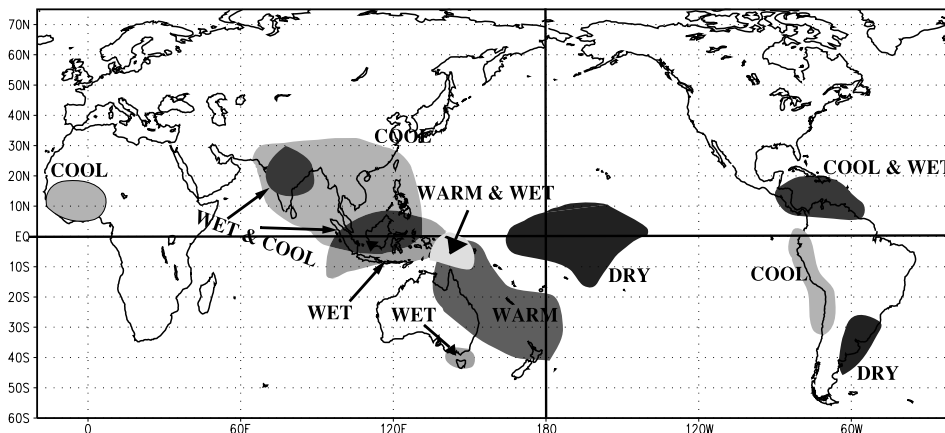 70N
60N
50N
40N
30N
20N
10N
EQ
10S
20S
30S
40S
50S
60S
COOL
COOL
COOL & WET
WARM & WET
WET & COOL
COOL
DRY
WET
WET
WARM
DRY
0
60E
120E
180
120W
60W